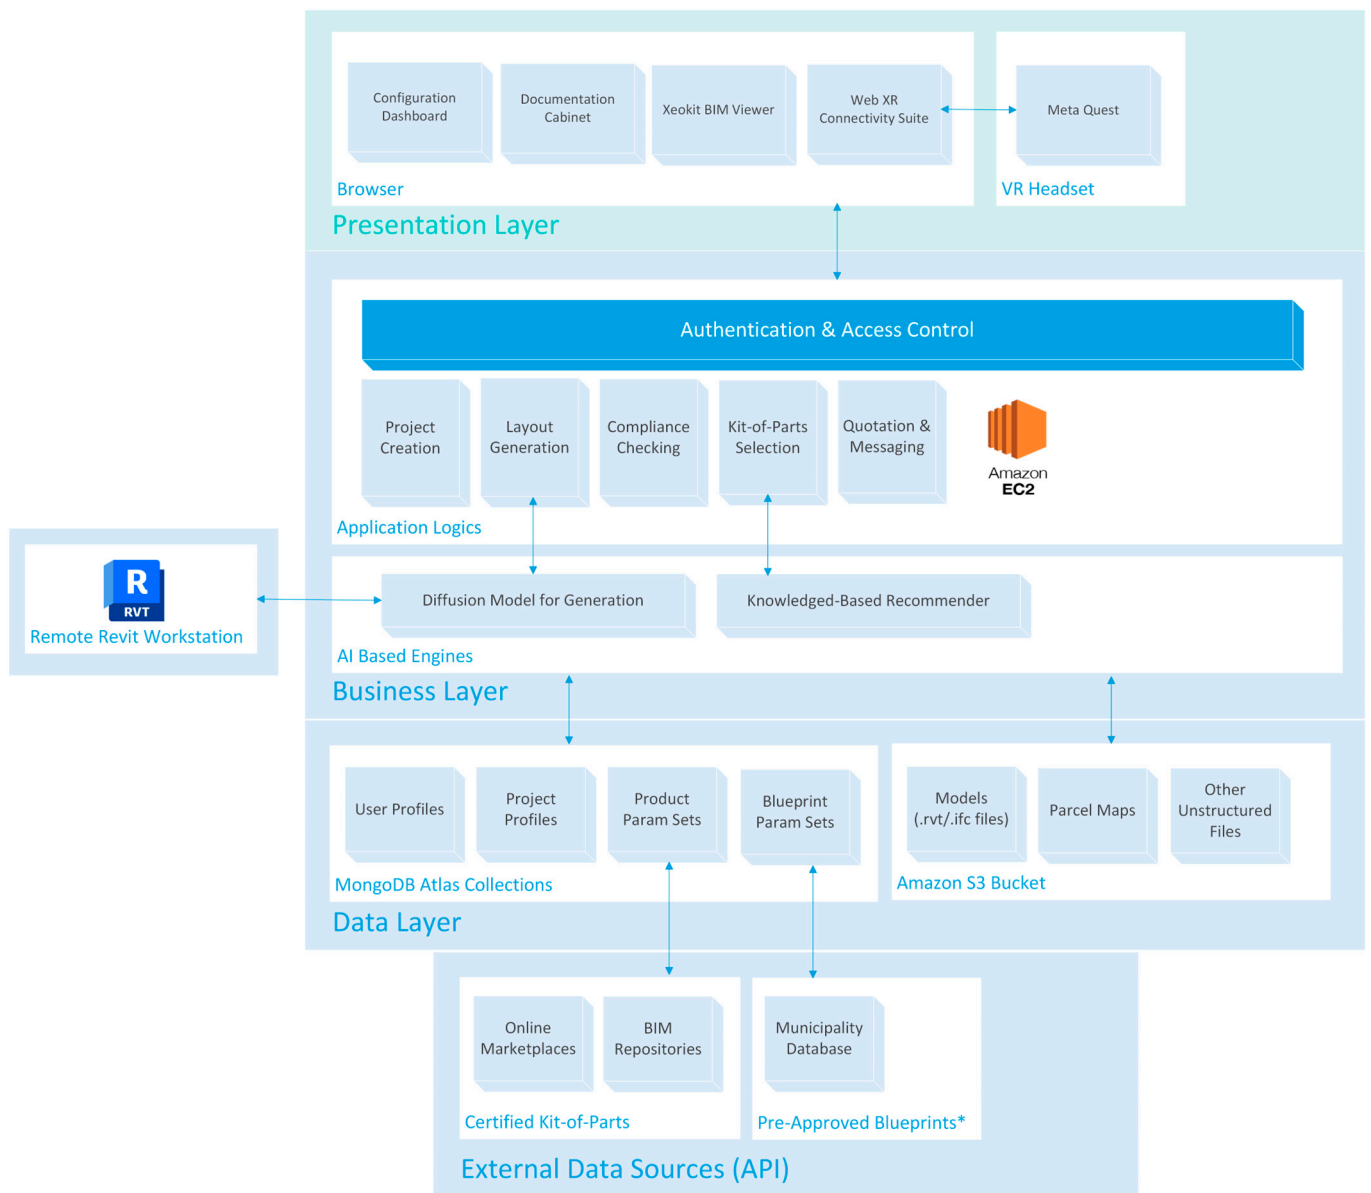 Configuration
Dashboard
Documentation
Cabinet
Xeokit BIM Viewer
Web XR
Connectivity Suite
Meta Quest
Browser
VR Headset
Presentation Layer
Authentication & Access Control
Project
Creation
Layout
Generation
Compliance
Checking
Kit-of-Parts
Selection
Quotation &
Messaging
Amazon
EC2
Application Logics
R
RVT
Remote Revit Workstation
Diffusion Model for Generation
Knowledged-Based Recommender
AI Based Engines
Business Layer
User Profiles
Project
Profiles
Product
Param Sets
Blueprint
Param Sets
MongoDB Atlas Collections
Models
(.rvt/.ifc files)
Parcel Maps
Other
Unstructured
Files
Amazon S3 Bucket
Data Layer
Online
Marketplaces
BIM
Repositories
Certified Kit-of-Parts
Municipality
Database
Pre-Approved Blueprints*
External Data Sources (API)